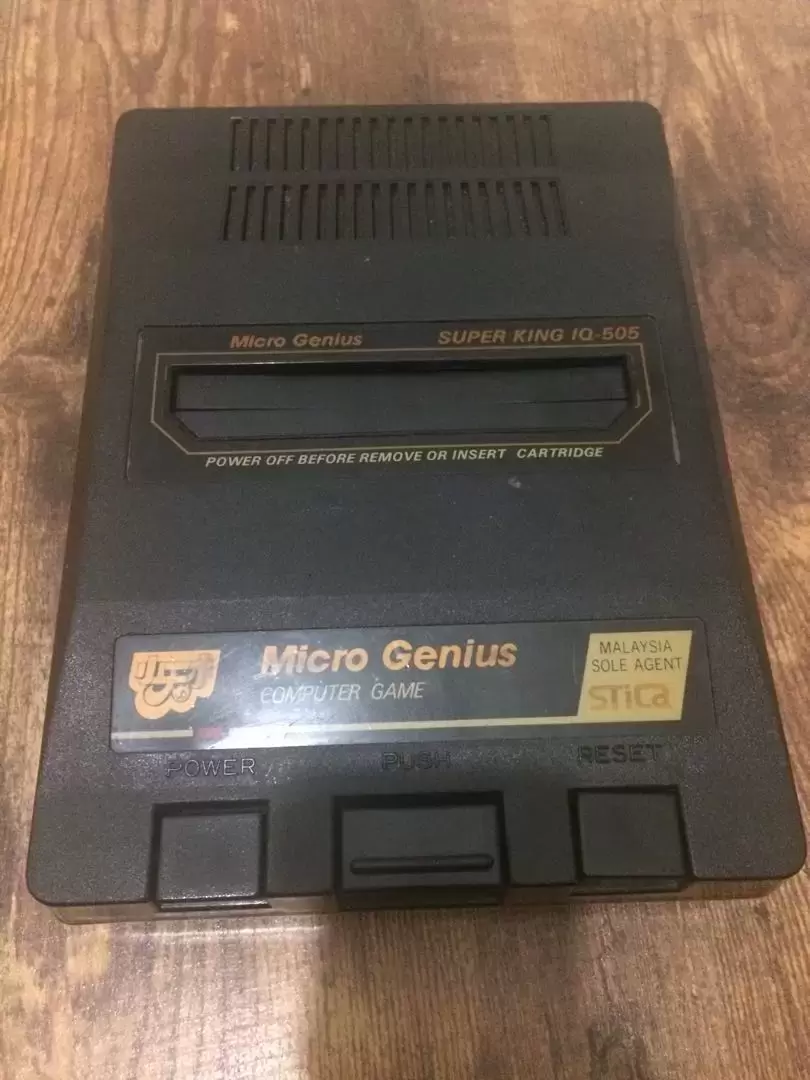 Micro Genius SUPER KING IQ-505
POWER OFF BEFORE REMOVE OR INSERT CARTRIDGE
Micro Genius
COMPUTER GAME
MALAYSIA
SOLE AGENT
STiCa
POWER PUSH RESET